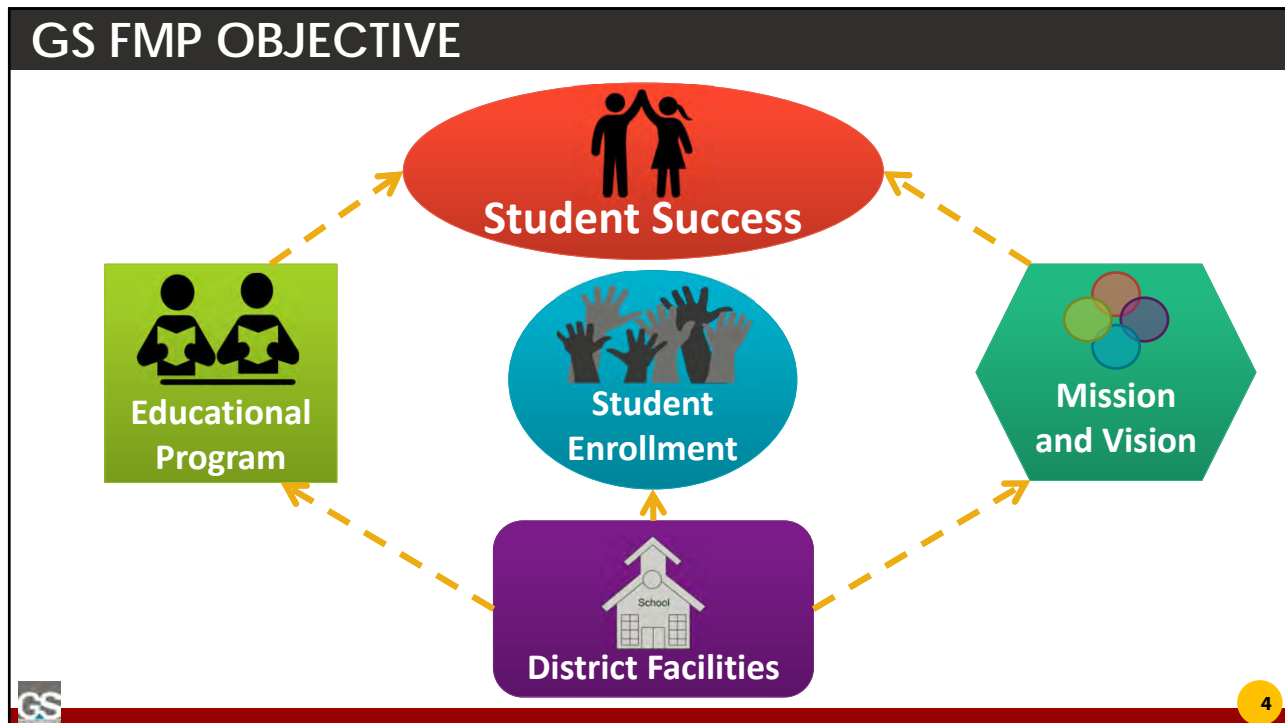 GS FMP OBJECTIVE
Student Success
Educational
Program
Student
Enrollment
Mission
and Vision
School
District Facilities
GS
4